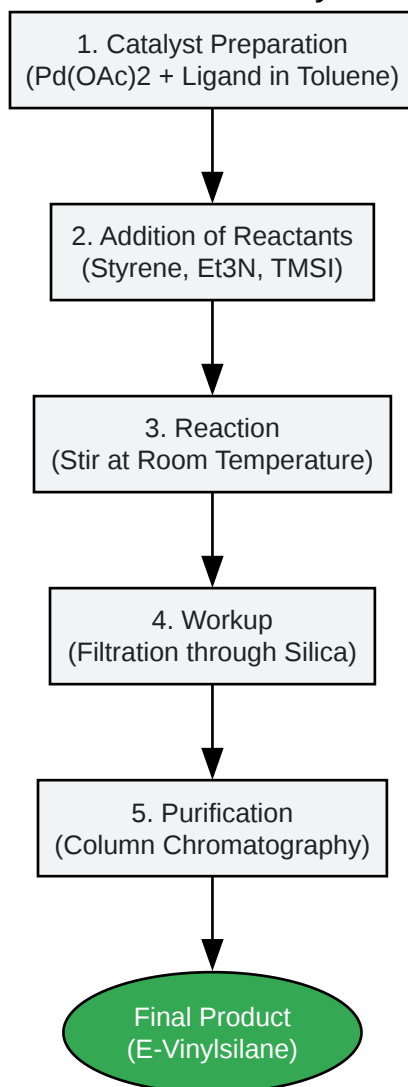 1. Catalyst Preparation
(Pd(OAc)2 + Ligand in Toluene)
2. Addition of Reactants
(Styrene, Et3N, TMSI)
3. Reaction
(Stir at Room Temperature)
4. Workup
(Filtration through Silica)
5. Purification
(Column Chromatography)
Final Product
(E-Vinylsilane)